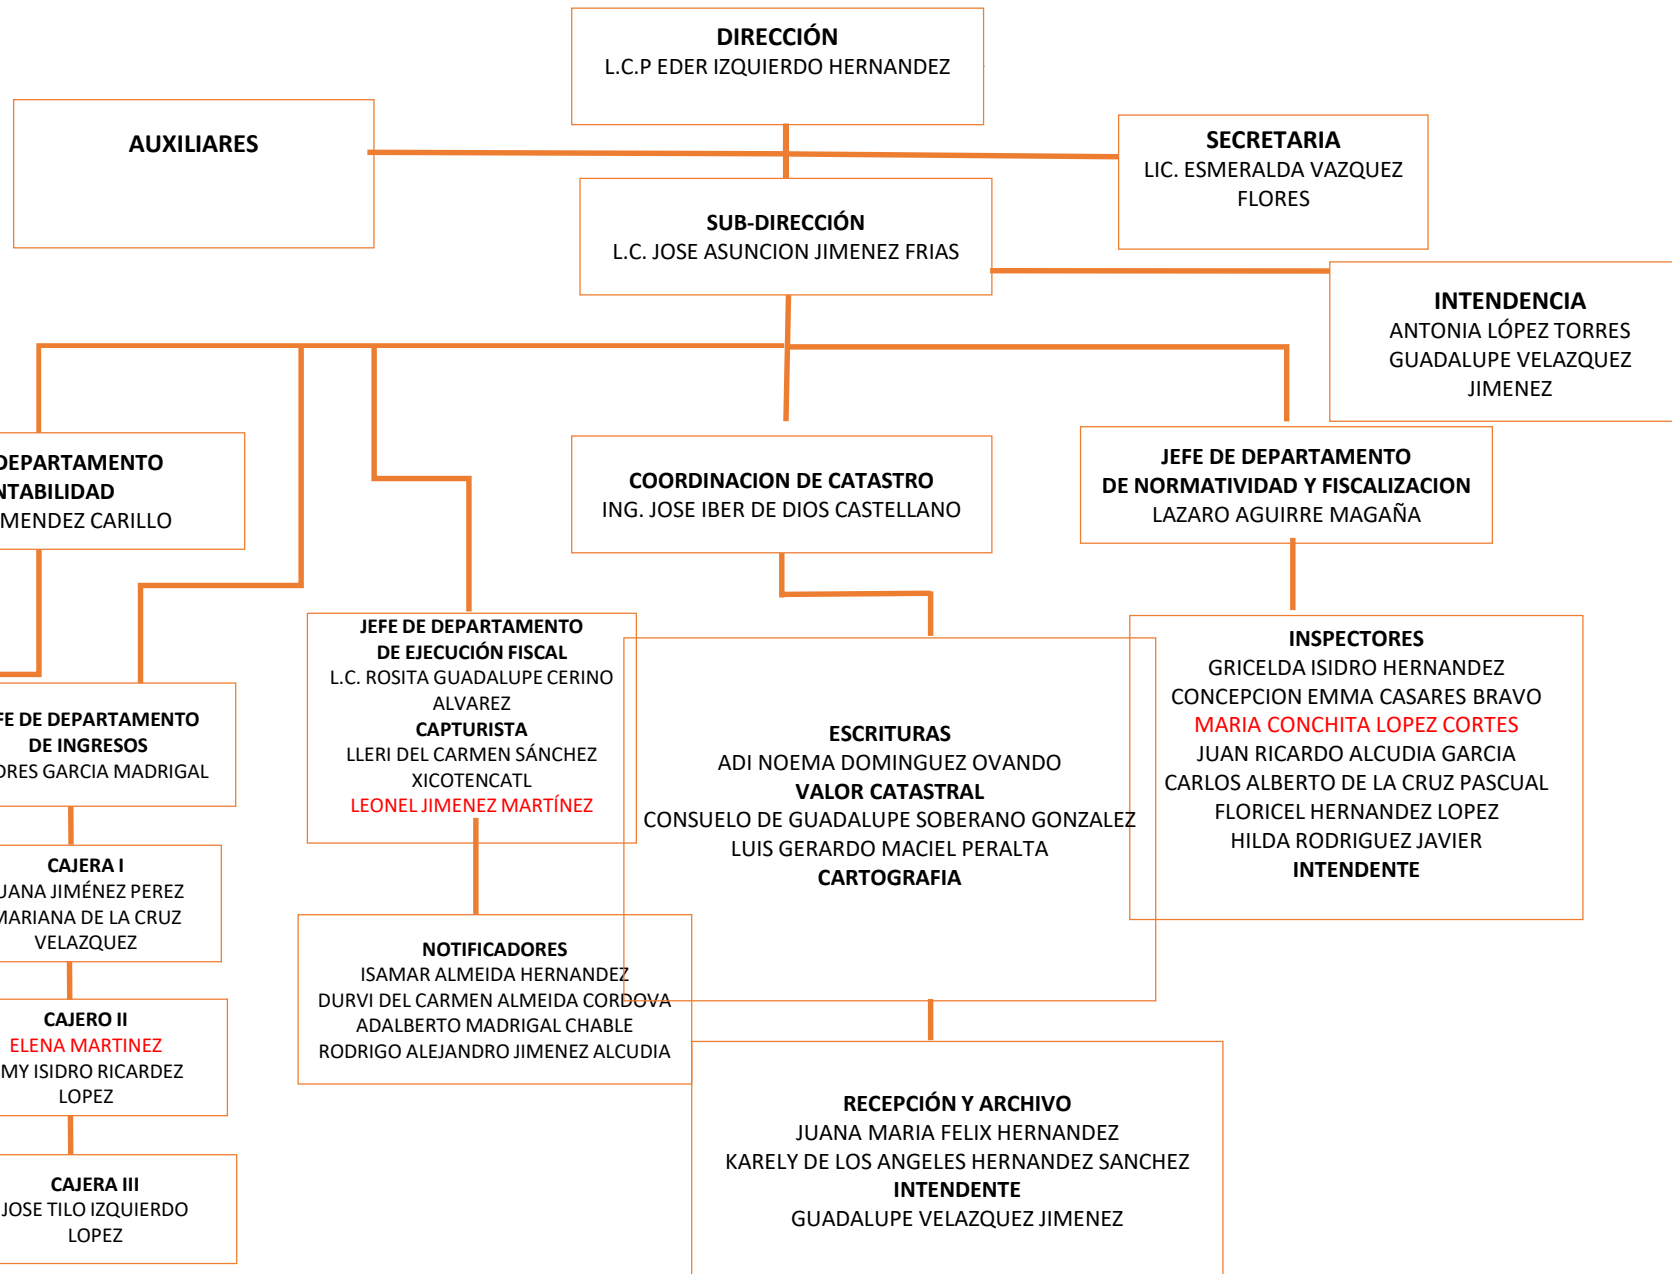 DIRECCIÓN
L.C.P EDER IZQUIERDO HERNANDEZ
AUXILIARES
SECRETARIA
LIC. ESMERALDA VAZQUEZ
FLORES
SUB-DIRECCIÓN
L.C. JOSE ASUNCION JIMENEZ FRIAS
INTENDENCIA
ANTONIA LÓPEZ TORRES
GUADALUPE VELAZQUEZ
JIMENEZ
DEPARTAMENTO
MENDEZ CARILLO
COORDINACION DE CATASTRO
ING. JOSE IBER DE DIOS CASTELLANO
JEFE DE DEPARTAMENTO
DE NORMATIVIDAD Y FISCALIZACION
LAZARO AGUIRRE MAGAÑA
DE DEPARTAMENTO
DE INGRESOS
GARCIA MADRIGAL
CAJERA I
JIMÉNEZ PEREZ
DE LA CRUZ
VELAZQUEZ
CAJERO II
ELENA MARTINEZ
ISIDRO RICARDEZ
LOPEZ
CAJERA III
JOSE TILO IZQUIERDO
LOPEZ
JEFE DE DEPARTAMENTO
DE EJECUCIÓN FISCAL
L.C. ROSITA GUADALUPE CERINO
ALVAREZ
CAPTURISTA
LLERI DEL CARMEN SÁNCHEZ
XICOTENCATL
LEONEL JIMENEZ MARTÍNEZ
NOTIFICADORES
ISAMAR ALMEIDA HERNANDEZ
DURVI DEL CARMEN ALMEIDA CORDOVA
ADALBERTO MADRIGAL CHABLE
RODRIGO ALEJANDRO JIMENEZ ALCUDIA
ESCRITURAS
ADI NOEMA DOMINGUEZ OVANDO
VALOR CATASTRAL
CONSUELO DE GUADALUPE SOBERANO GONZALEZ
LUIS GERARDO MACIEL PERALTA
CARTOGRAFIA
RECEPCIÓN Y ARCHIVO
JUANA MARIA FELIX HERNANDEZ
KARELY DE LOS ANGELES HERNANDEZ SANCHEZ
INTENDENTE
GUADALUPE VELAZQUEZ JIMENEZ
INSPECTORES
GRICELDA ISIDRO HERNANDEZ
CONCEPCION EMMA CASARES BRAVO
MARIA CONCHITA LOPEZ CORTES
JUAN RICARDO ALCUDIA GARCIA
CARLOS ALBERTO DE LA CRUZ PASCUAL
FLORICEL HERNANDEZ LOPEZ
HILDA RODRIGUEZ JAVIER
INTENDENTE